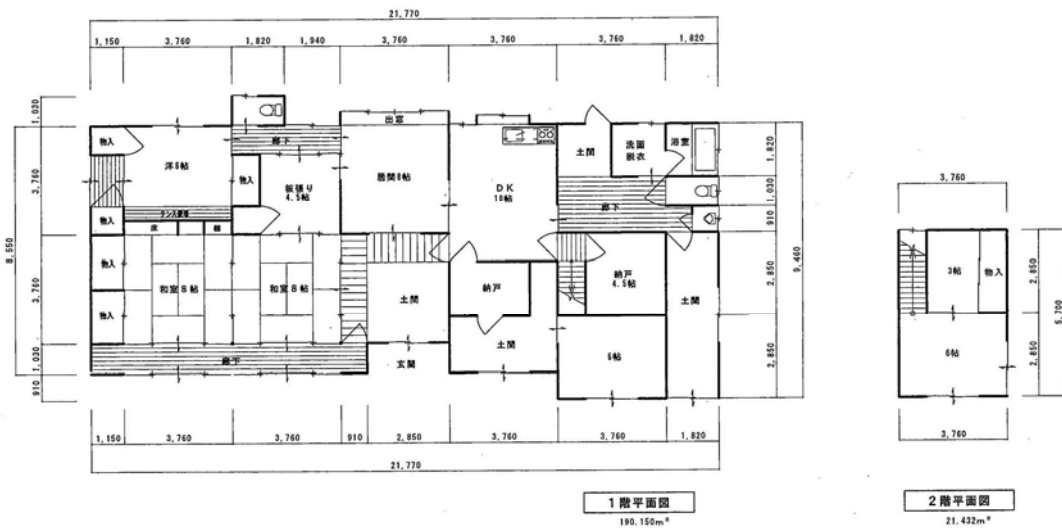 21,770
1,150 3,760 1,820 1,940 3,760 3,760 3,760 1,820
1,030
3,760
8,550
3,760
1,030
910
物入
洋6帖
廊下
出窓
居間8帖
物入
板張り
4.5帖
DK
10帖
土間
洗面
脱衣
浴室
廊下
物入
床
棚
物入
和室8帖
和室8帖
物入
土間
納戸
納戸
4.5帖
土間
廊下
玄関
土間
6帖
1,820
1,030
910
2,850
2,850
9,460
1,150 3,760 3,760 910 2,850 3,760 3,760 1,820
21,770
1階平面図
190.150m²
3,760
3帖
物入
6帖
2,850
2,850
5,700
3,760
2階平面図
21.432m²